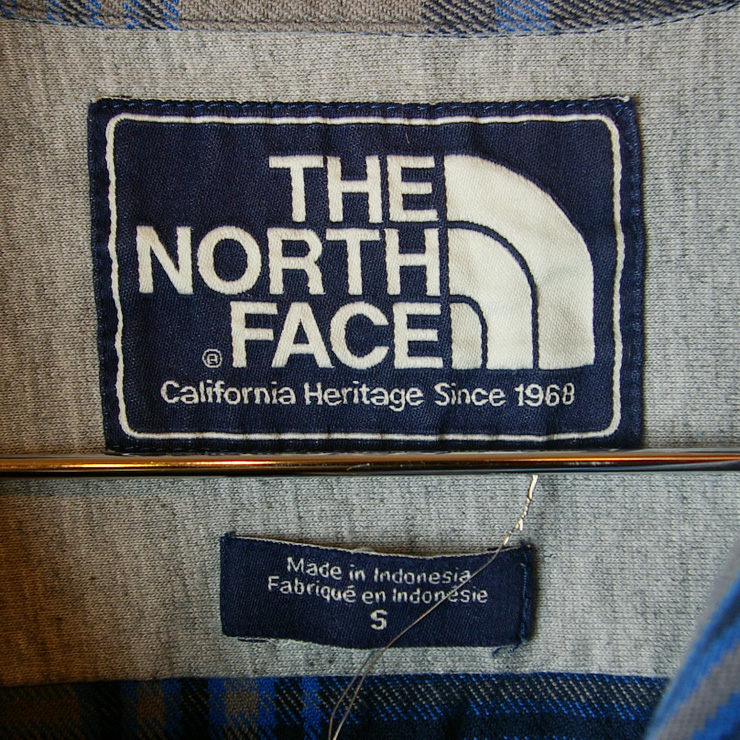 THE
NORTH
® FACE
California Heritage Since 1968
Made in Indonesia
Fabriqué en Indonésie
S